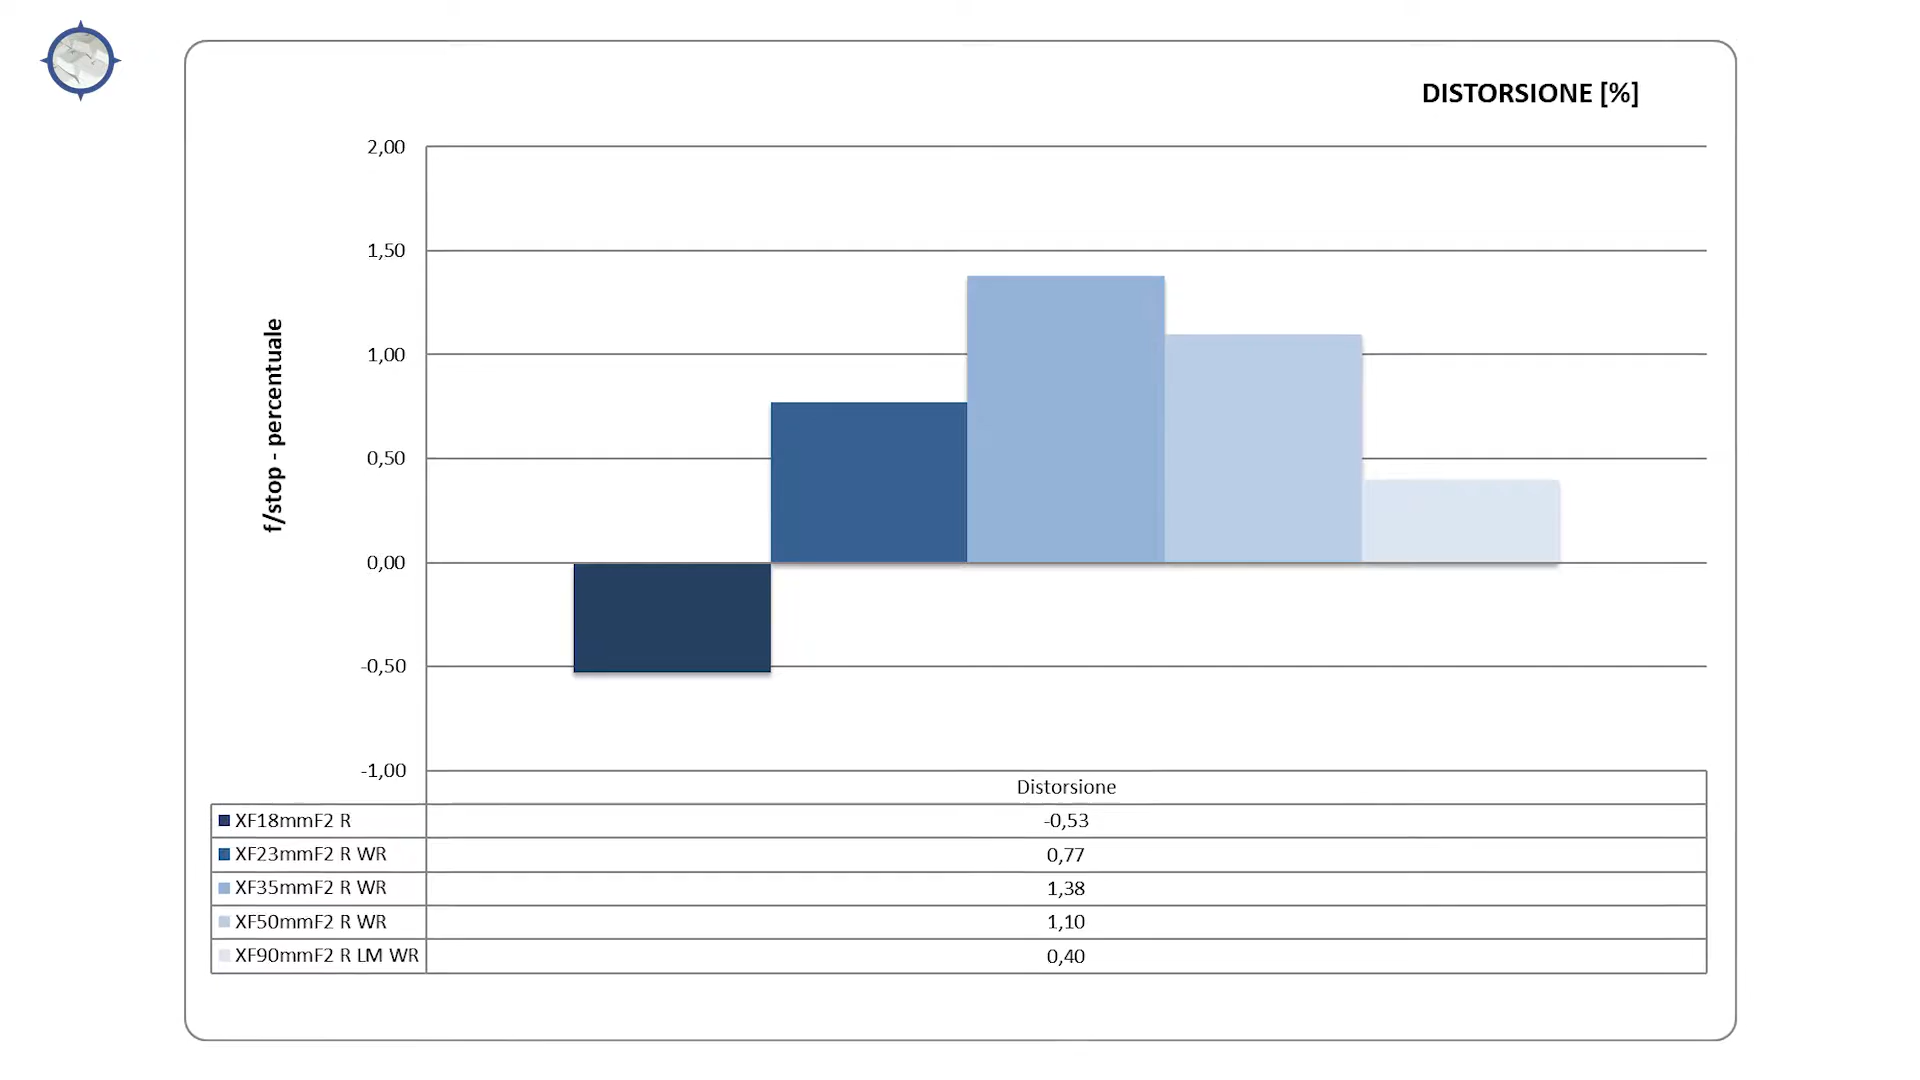 DISTORSIONE [%]
2,00
1,50
1,00
0,50
0,00
-0,50
-1,00
f/stop - percentuale
Distorsione
XF18mmF2 R -0,53
XF23mmF2 R WR 0,77
XF35mmF2 R WR 1,38
XF50mmF2 R WR 1,10
XF90mmF2 R LM WR 0,40